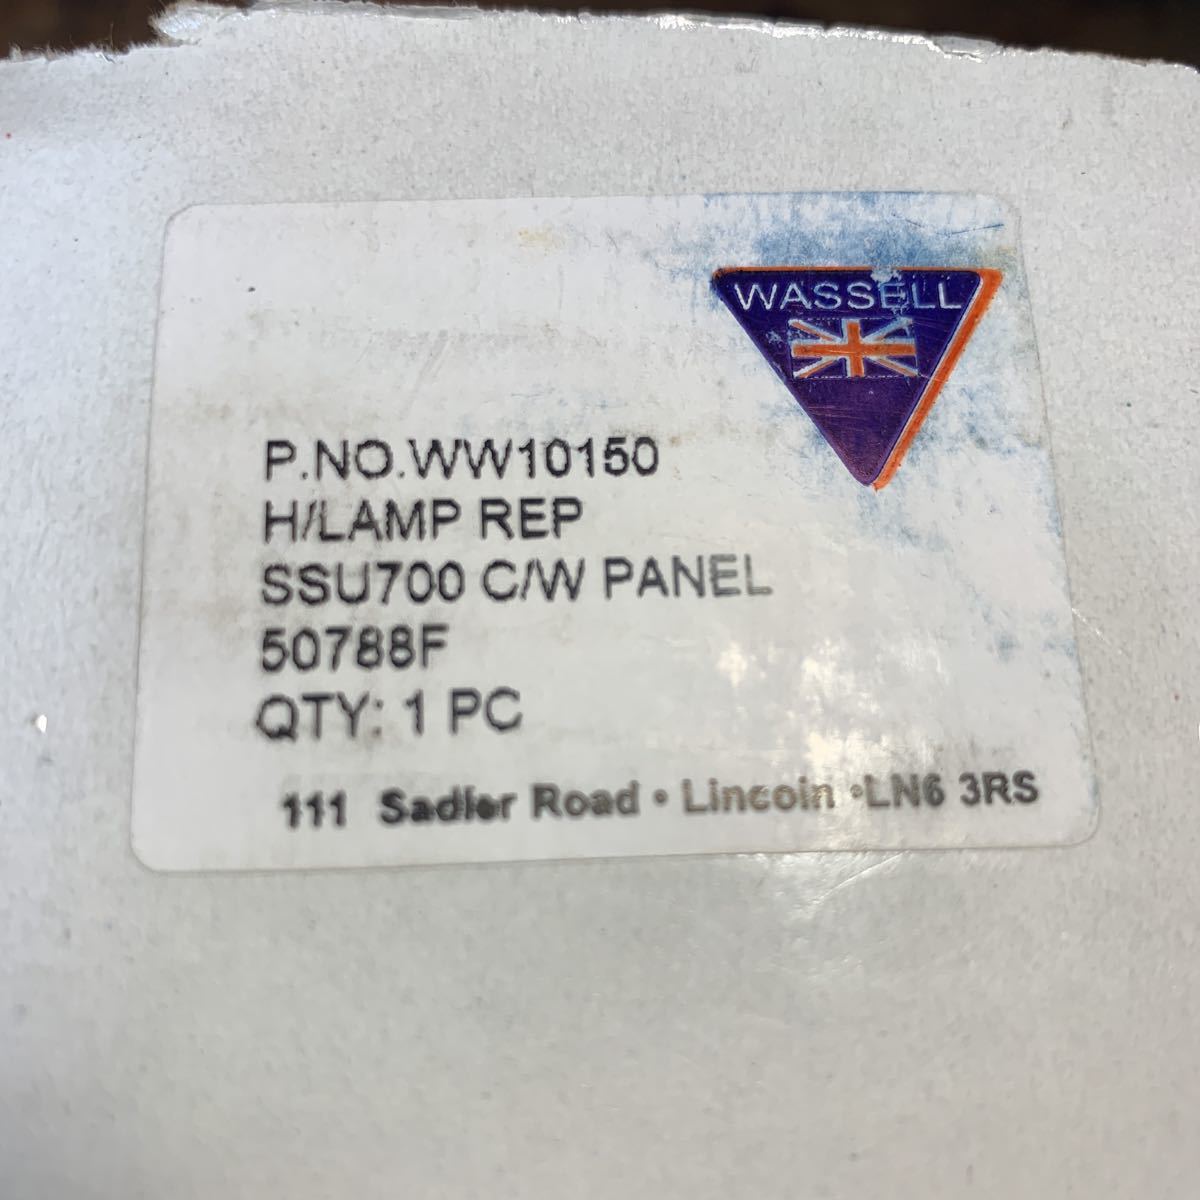 WASSELL
P.NO.WW10150
H/LAMP REP
SSU700 C/W PANEL
50788F
QTY: 1 PC
111 Sadler Road • Lincoln • LN6 3RS